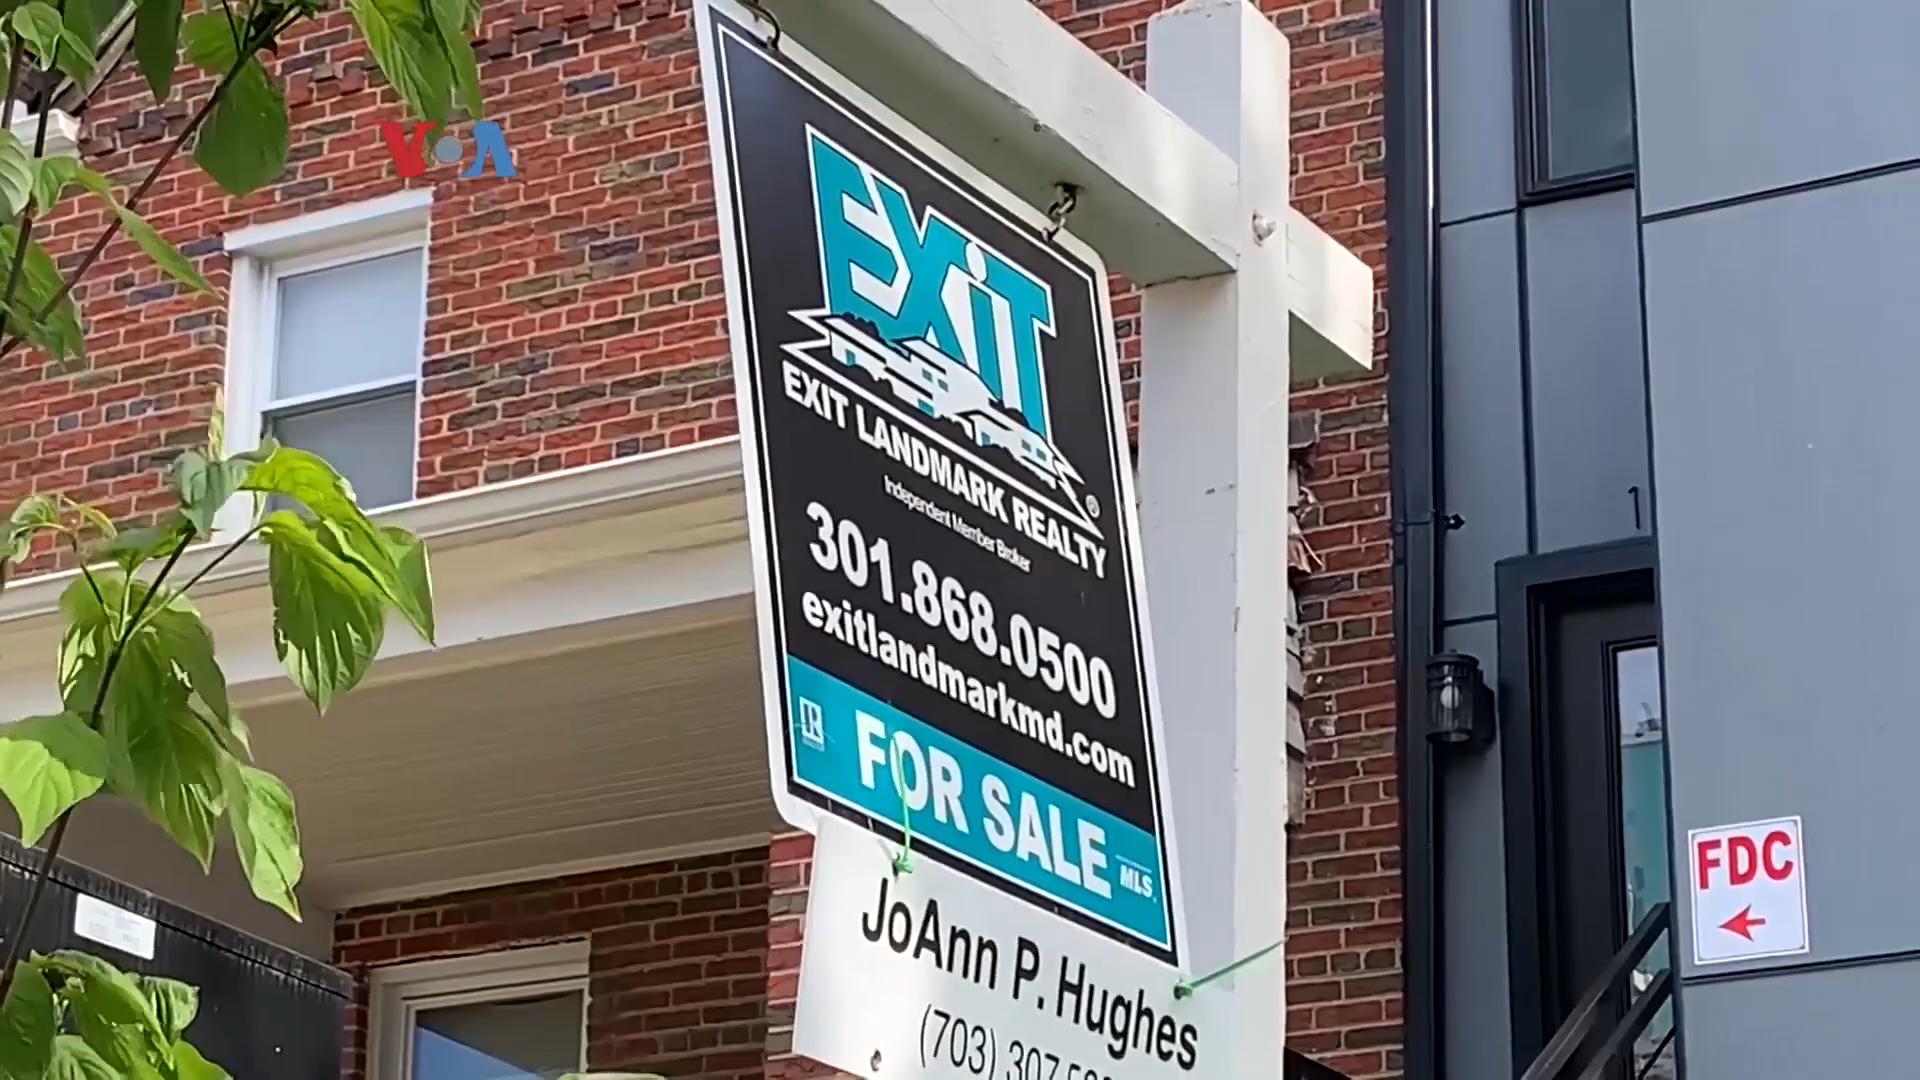 VOA
EXIT
EXIT LANDMARK REALTY
Independent Member Broker
301.868.0500
exitlandmarkmd.com
FOR SALE
MLS
JoAnn P. Hughes
(703) 307
FDC